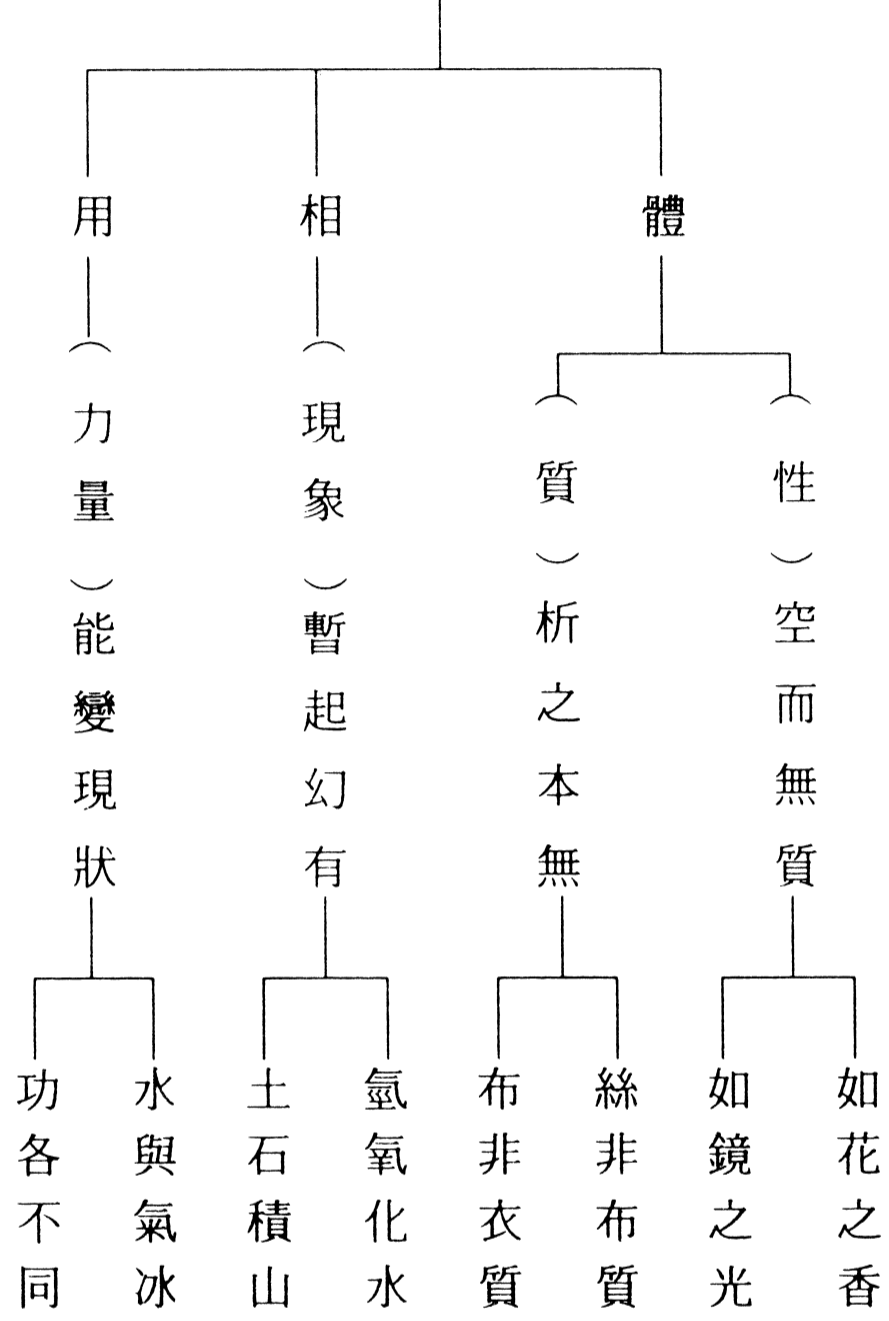 體
（性）空而無質
如花之香
如鏡之光
（質）析之本無
絲非布質
布非衣質
相
（現象）暫起幻有
氫氧化水
土石積山
用
（力量）能變現狀
水與氣冰
功各不同